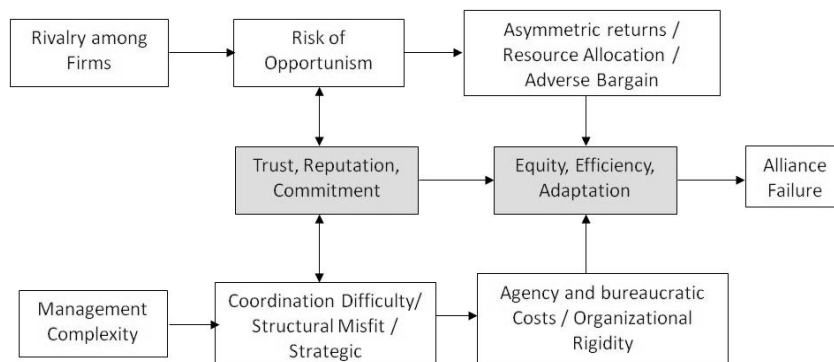 Rivalry among
Firms
Risk of
Opportunism
Asymmetric returns /
Resource Allocation /
Adverse Bargain
Trust, Reputation,
Commitment
Equity, Efficiency,
Adaptation
Alliance
Failure
Management
Complexity
Coordination Difficulty/
Structural Misfit /
Strategic
Agency and bureaucratic
Costs / Organizational
Rigidity